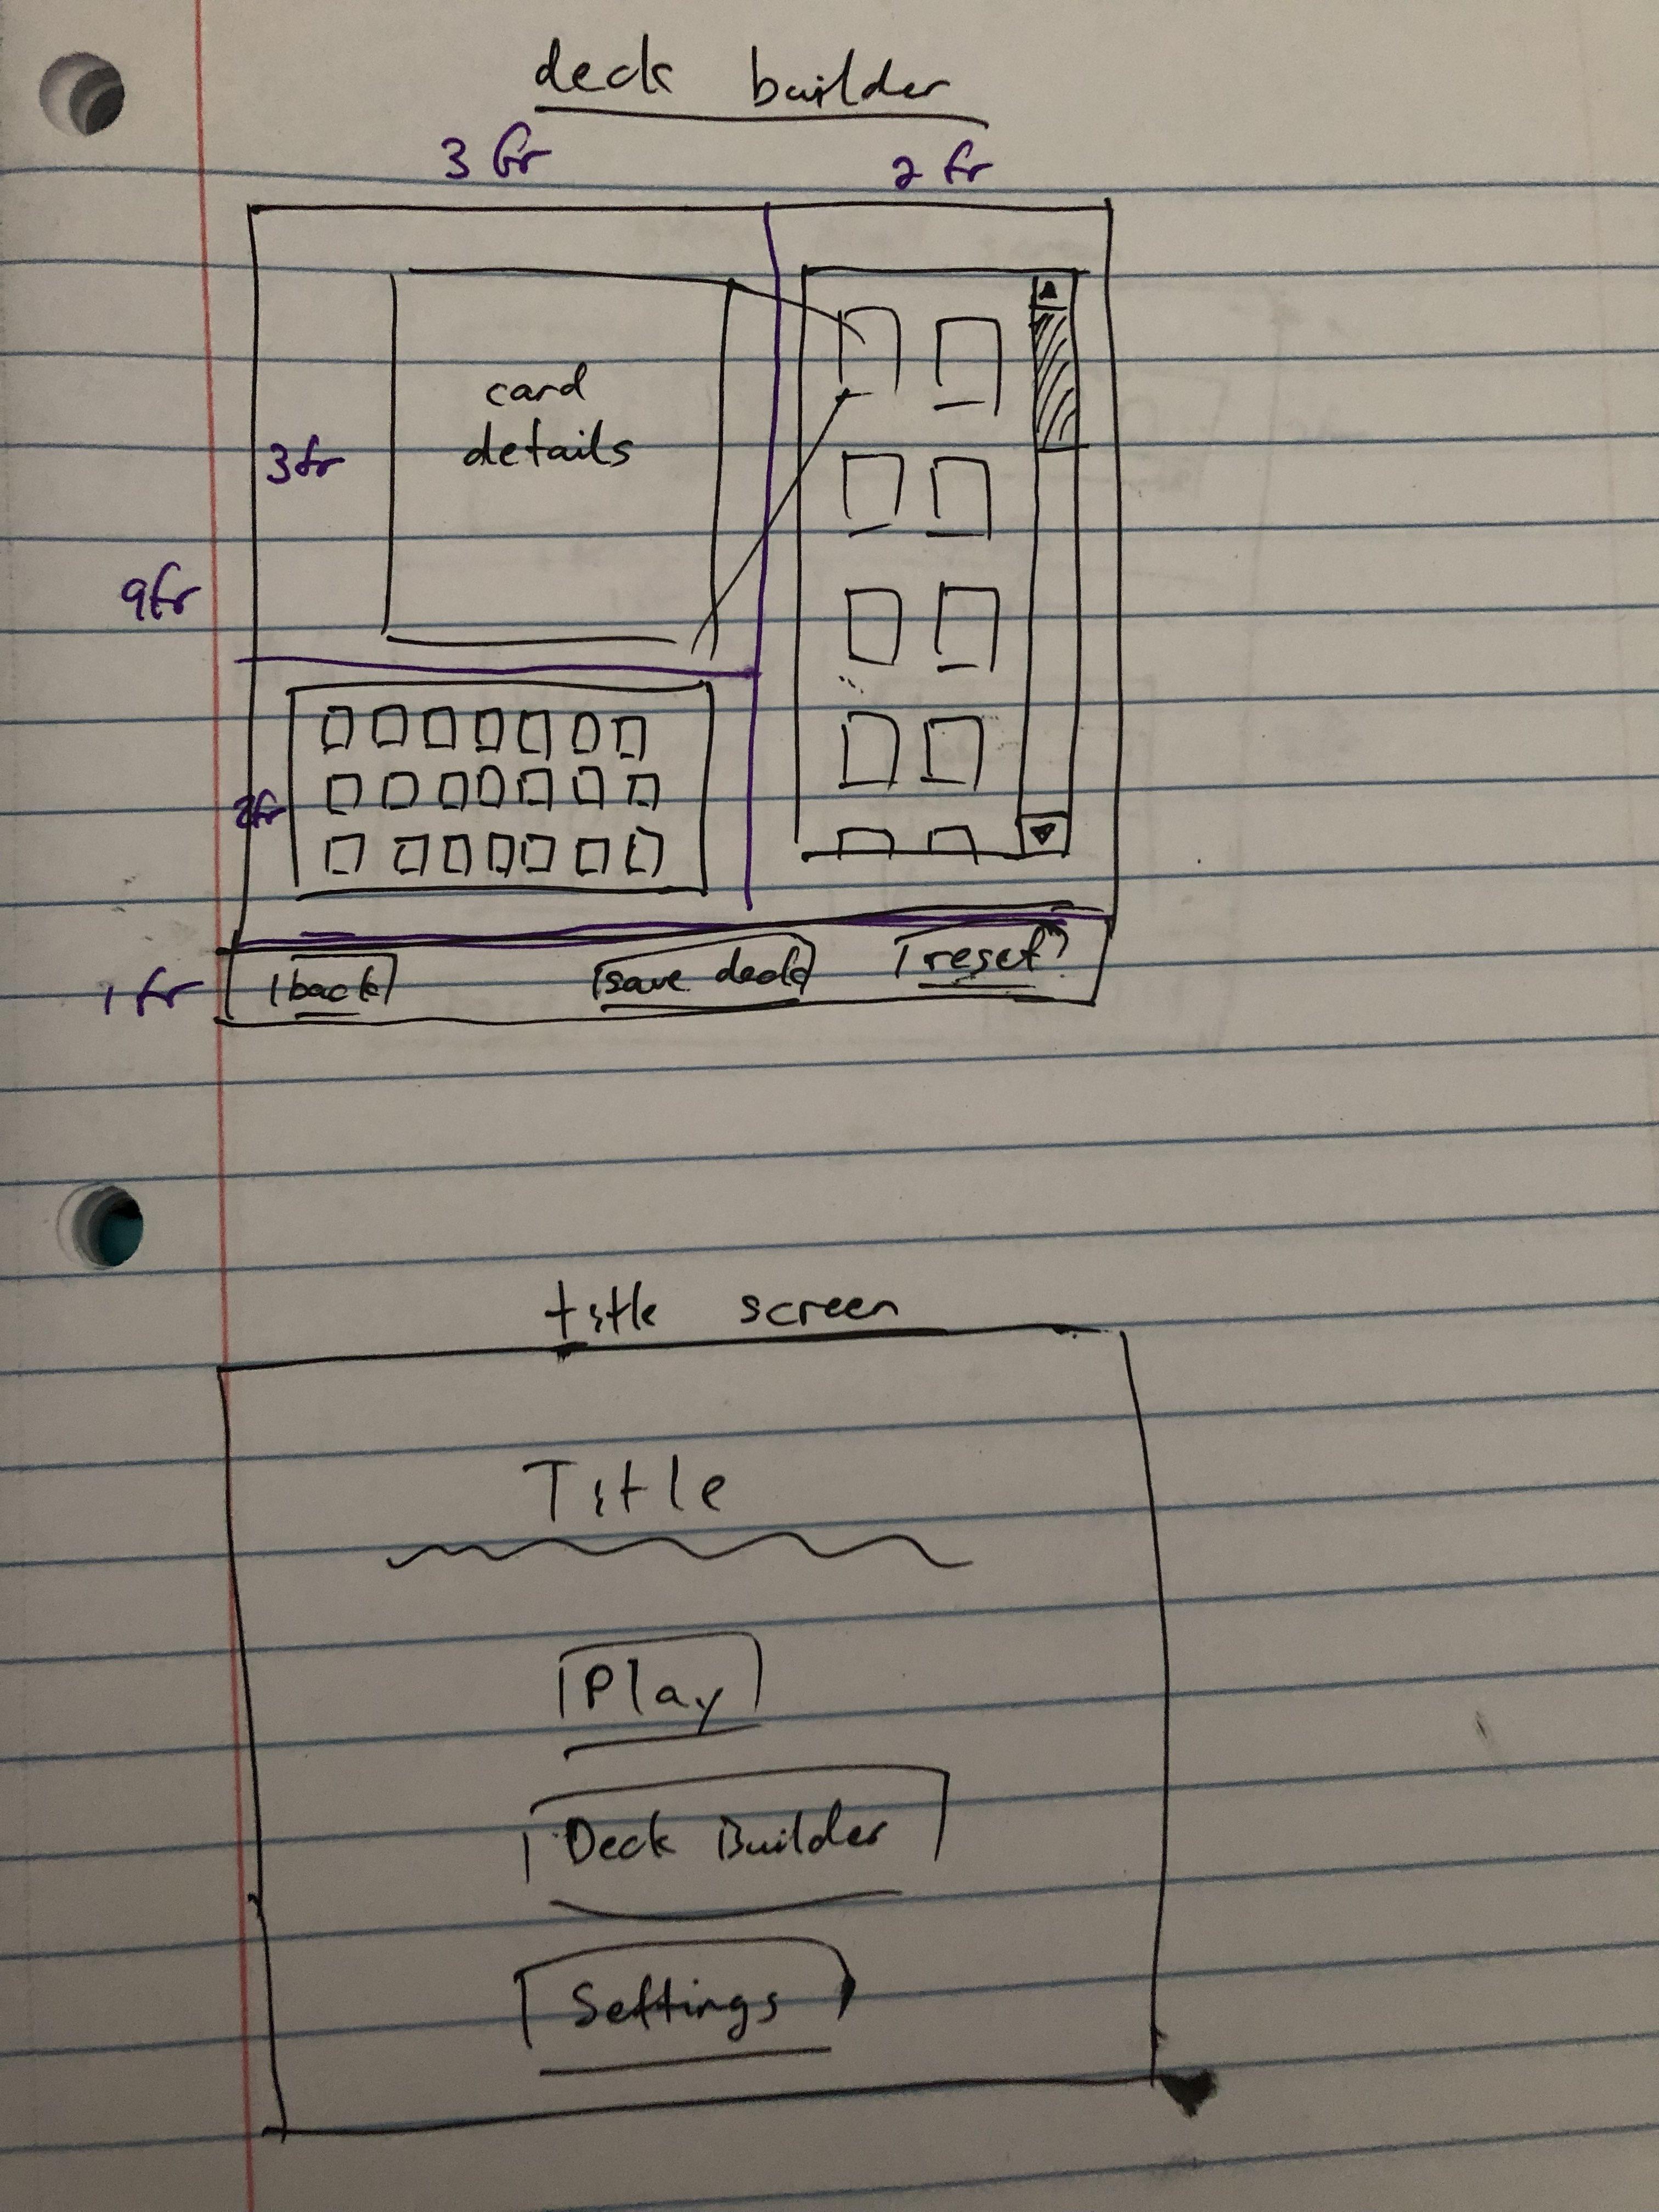 deck builder
3 fr 2 fr
card
details
3fr
9fr
2fr
1 fr
back save deck reset
title screen
Title
Play
Deck Builder
Settings